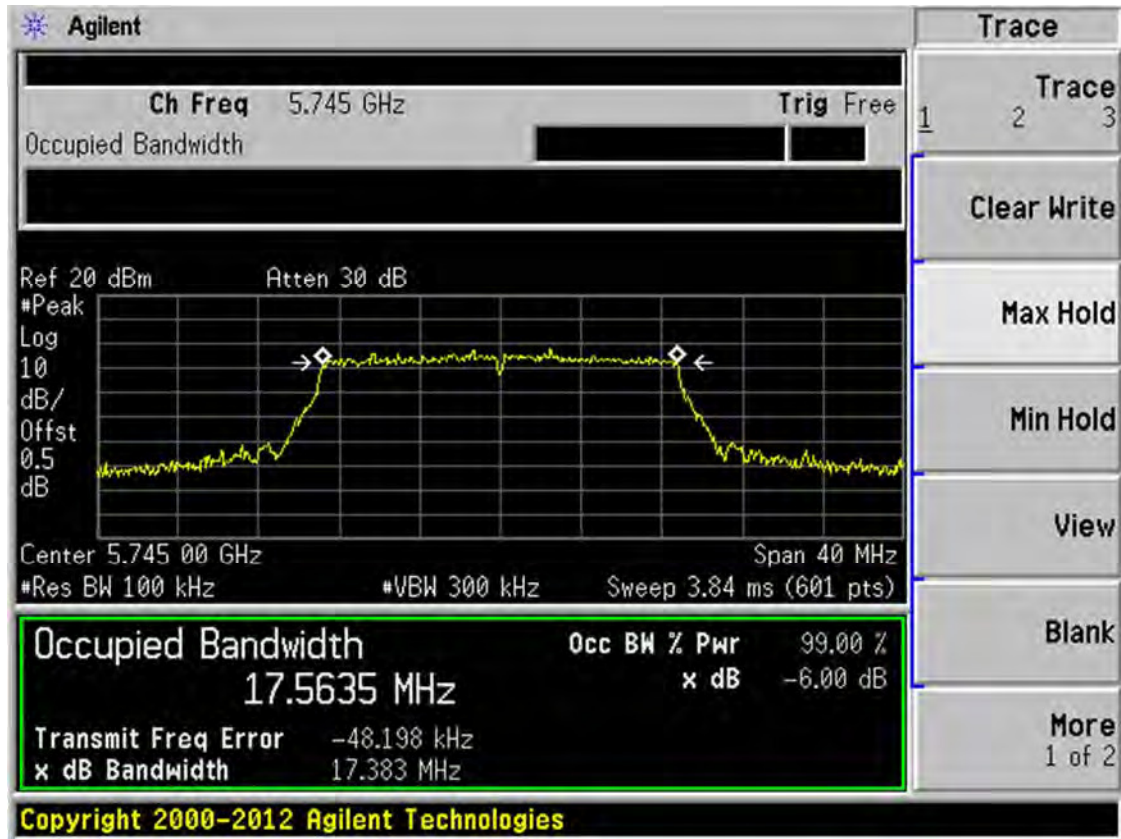 Agilent
Trace
Ch Freq 5.745 GHz Trig Free
Occupied Bandwidth
Trace
1 2 3
Clear Write
Max Hold
Min Hold
View
Blank
More
1 of 2
Ref 20 dBm Atten 30 dB
#Peak
Log
10
dB/
Offst
0.5
dB
Center 5.745 00 GHz Span 40 MHz
#Res BW 100 kHz #VBW 300 kHz Sweep 3.84 ms (601 pts)
Occupied Bandwidth
17.5635 MHz
Occ BW % Pwr 99.00 %
x dB -6.00 dB
Transmit Freq Error -48.198 kHz
x dB Bandwidth 17.383 MHz
Copyright 2000-2012 Agilent Technologies